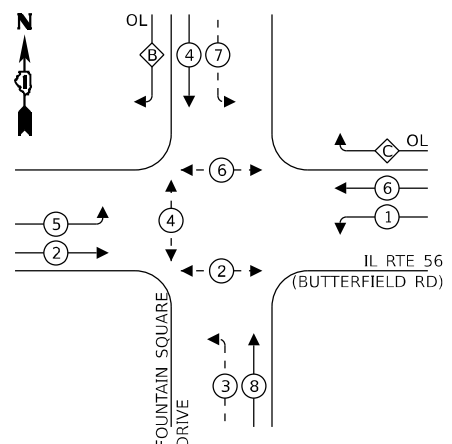 N
OL
B
4
7
C
OL
6
6
1
5
4
2
2
IL RTE 56
(BUTTERFIELD RD)
FOUNTAIN SQUARE
DRIVE
3
8